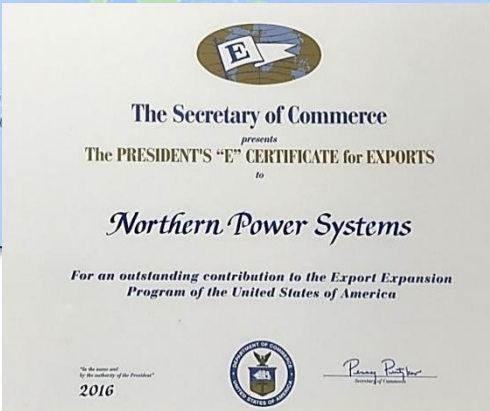 E
The Secretary of Commerce
presents
The PRESIDENT'S "E" CERTIFICATE for EXPORTS
to
Northern Power Systems
For an outstanding contribution to the Export Expansion
Program of the United States of America
"In the name and
by the authority of the President"
2016
DEPARTMENT OF COMMERCE
UNITED STATES OF AMERICA
Penny Pritzker
Secretary of Commerce